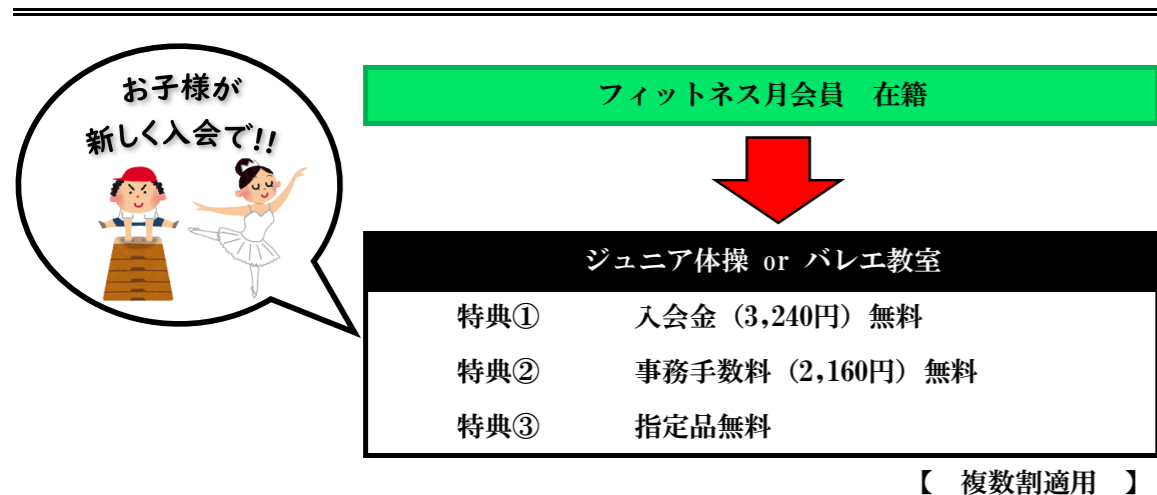 お子様が
新しく入会で!!
フィットネス月会員　在籍
ジュニア体操 or バレエ教室
特典①　入会金（3,240円）無料
特典②　事務手数料（2,160円）無料
特典③　指定品無料
【　複数割適用　】